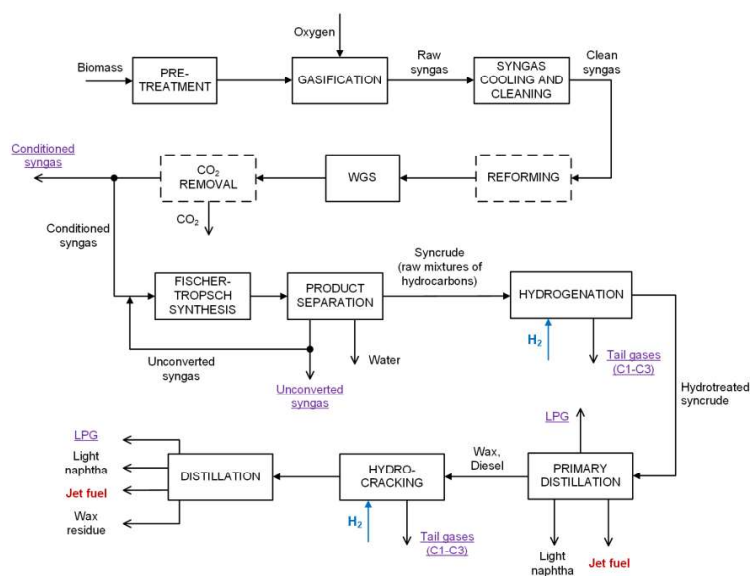 Oxygen
Biomass
PRE-
TREATMENT
GASIFICATION
Raw
syngas
SYNGAS
COOLING AND
CLEANING
Clean
syngas
Conditioned
syngas
CO2
REMOVAL
WGS
REFORMING
CO2
Conditioned
syngas
FISCHER-
TROPSCH
SYNTHESIS
PRODUCT
SEPARATION
Syncrude
(raw mixtures of
hydrocarbons)
HYDROGENATION
Unconverted
syngas
Water
Unconverted
syngas
H2
Tail gases
(C1-C3)
Hydrotreated
syncrude
LPG
Light
naphtha
Jet fuel
Wax
residue
DISTILLATION
HYDRO-
CRACKING
Wax,
Diesel
LPG
PRIMARY
DISTILLATION
H2
Tail gases
(C1-C3)
Light
naphtha
Jet fuel